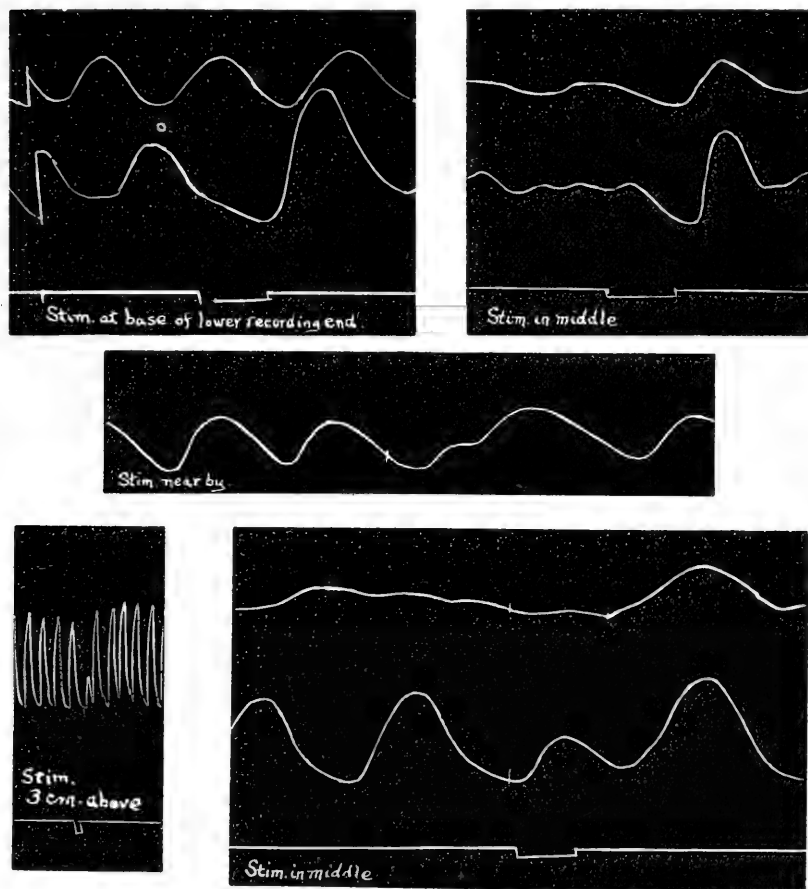 Stim. at base of lower recording end.
Stim. in middle
Stim. near by.
Stim.
3 cm. above
Stim. in middle